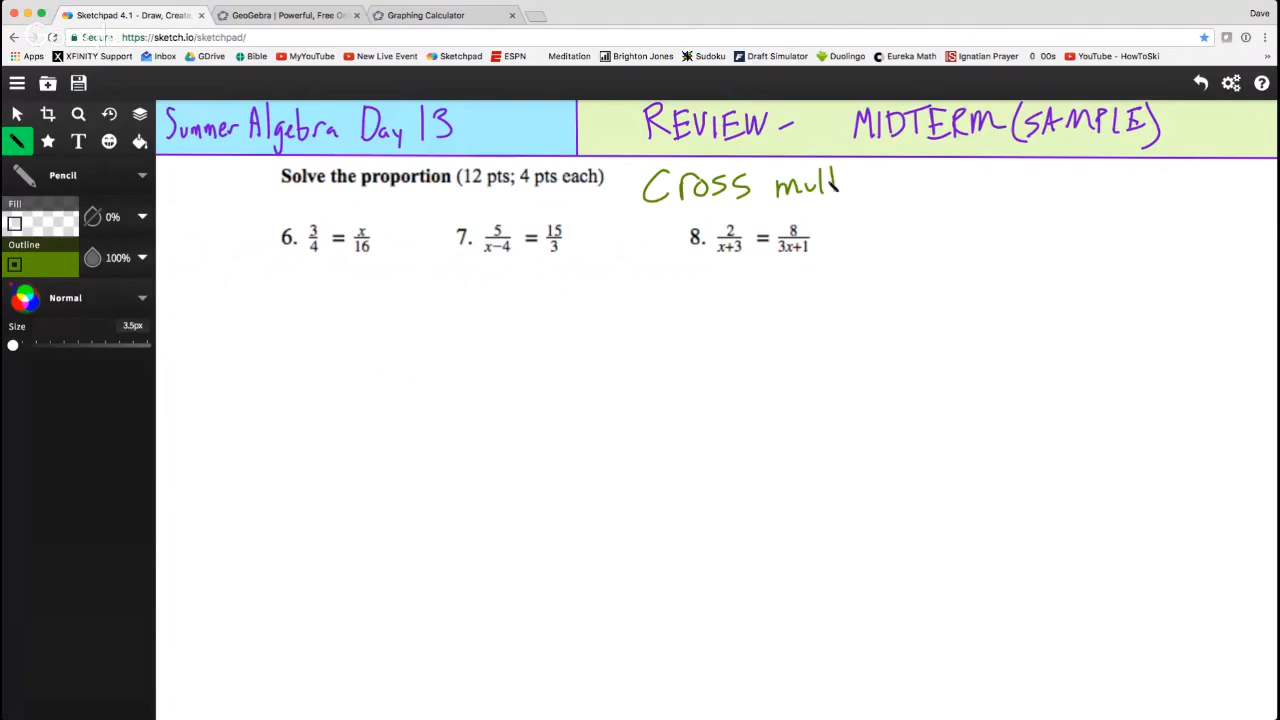 Sketchpad 4.1 - Draw, Create, GeoGebra | Powerful, Free On Graphing Calculator Dave
Secure https://sketch.io/sketchpad/
Apps XFINITY Support Inbox GDrive Bible MyYouTube New Live Event Sketchpad ESPN Meditation Brighton Jones Sudoku Draft Simulator Duolingo Eureka Math Ignatian Prayer 0 00s YouTube - HowToSki »
Summer Algebra Day 13 REVIEW - MIDTERM (SAMPLE)
Solve the proportion (12 pts; 4 pts each) Cross mult
6. 3/4 = x/16 7. 5/x−4 = 15/3 8. 2/x+3 = 8/3x+1
Pencil
Fill
0%
Outline
100%
Normal
Size 3.5px